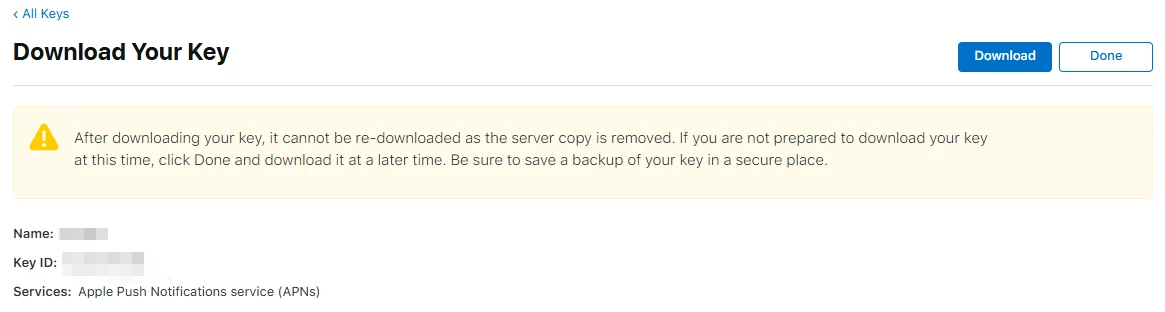 ‹ All Keys
Download Your Key
Download
Done
After downloading your key, it cannot be re-downloaded as the server copy is removed. If you are not prepared to download your key
at this time, click Done and download it at a later time. Be sure to save a backup of your key in a secure place.
Name:
Key ID:
Services: Apple Push Notifications service (APNs)